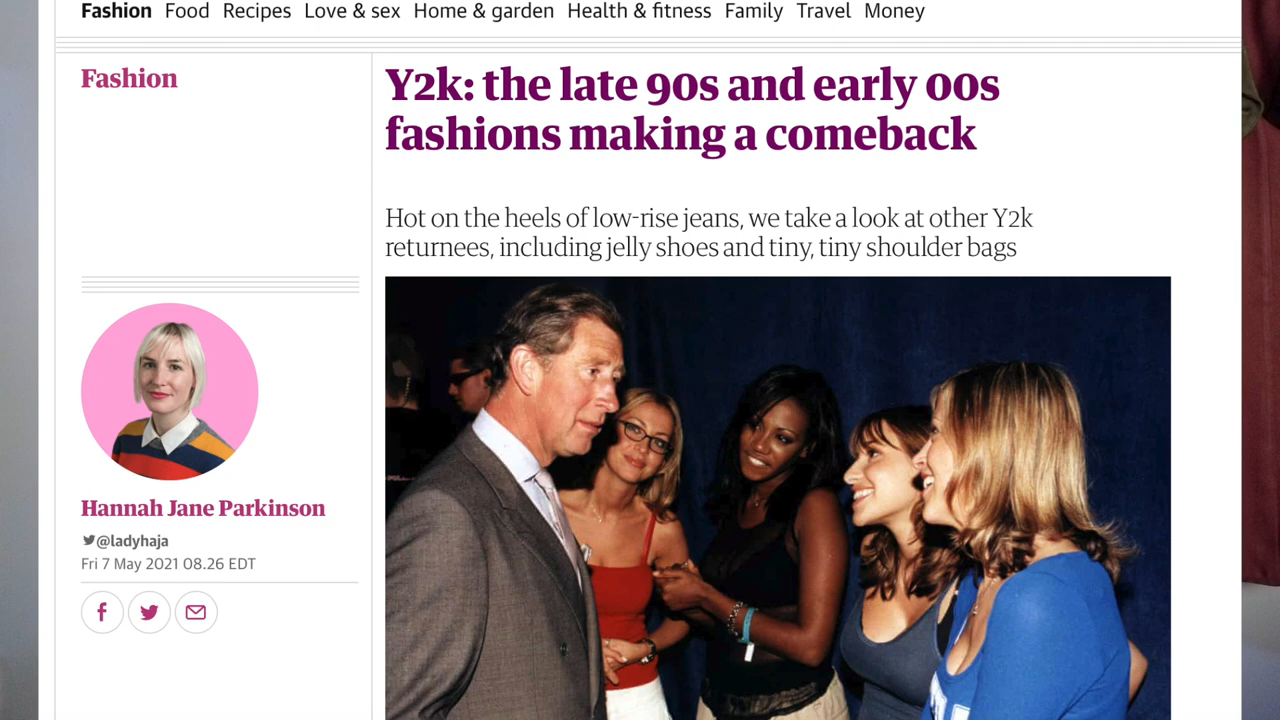 Fashion Food Recipes Love & sex Home & garden Health & fitness Family Travel Money
Fashion
Y2k: the late 90s and early 00s
fashions making a comeback
Hot on the heels of low-rise jeans, we take a look at other Y2k
returnees, including jelly shoes and tiny, tiny shoulder bags
Hannah Jane Parkinson
@ladyhaja
Fri 7 May 2021 08.26 EDT